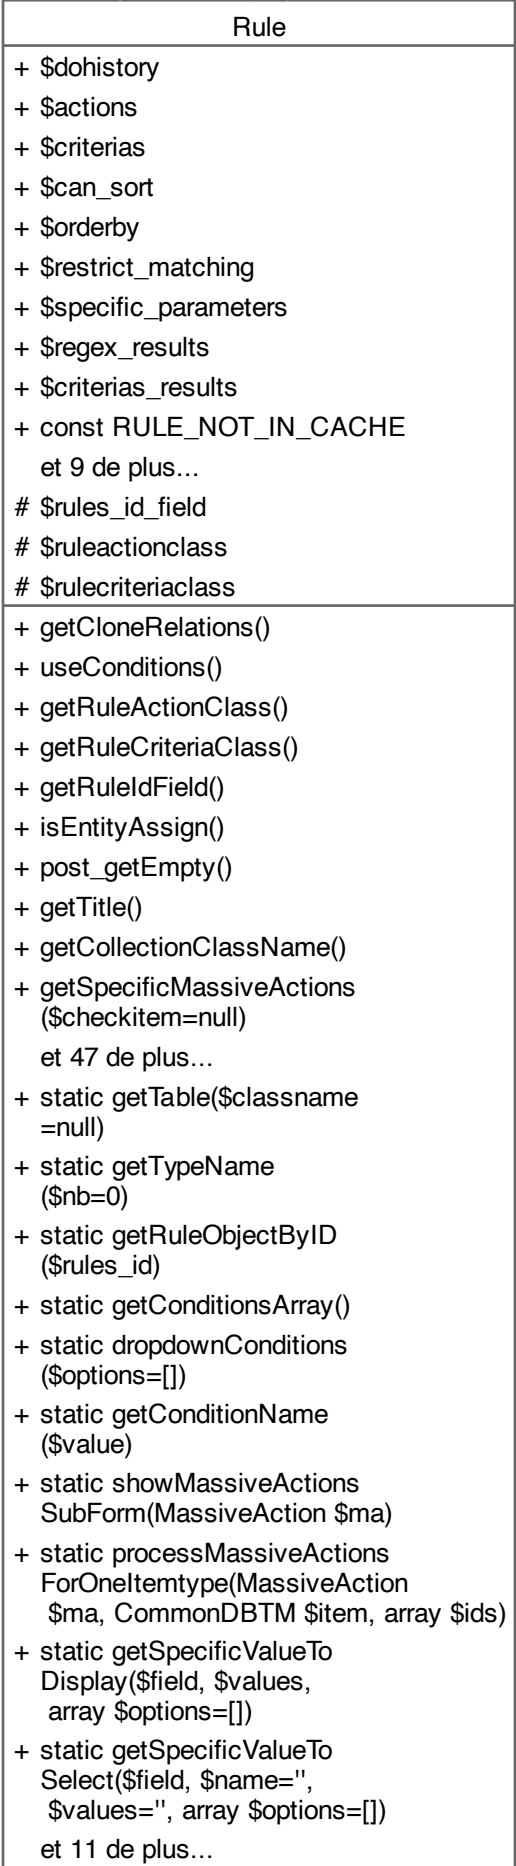 Rule
+ $dohistory
+ $actions
+ $criterias
+ $can_sort
+ $orderby
+ $restrict_matching
+ $specific_parameters
+ $regex_results
+ $criterias_results
+ const RULE_NOT_IN_CACHE
et 9 de plus...
# $rules_id_field
# $ruleactionclass
# $rulecriteriaclass
+ getCloneRelations()
+ useConditions()
+ getRuleActionClass()
+ getRuleCriteriaClass()
+ getRuleIdField()
+ isEntityAssign()
+ post_getEmpty()
+ getTitle()
+ getCollectionClassName()
+ getSpecificMassiveActions
($checkitem=null)
et 47 de plus...
+ static getTable($classname
=null)
+ static getTypeName
($nb=0)
+ static getRuleObjectByID
($rules_id)
+ static getConditionsArray()
+ static dropdownConditions
($options=[])
+ static getConditionName
($value)
+ static showMassiveActions
SubForm(MassiveAction $ma)
+ static processMassiveActions
ForOneItemtype(MassiveAction
$ma, CommonDBTM $item, array $ids)
+ static getSpecificValueTo
Display($field, $values,
array $options=[])
+ static getSpecificValueTo
Select($field, $name='',
$values='', array $options=[])
et 11 de plus...